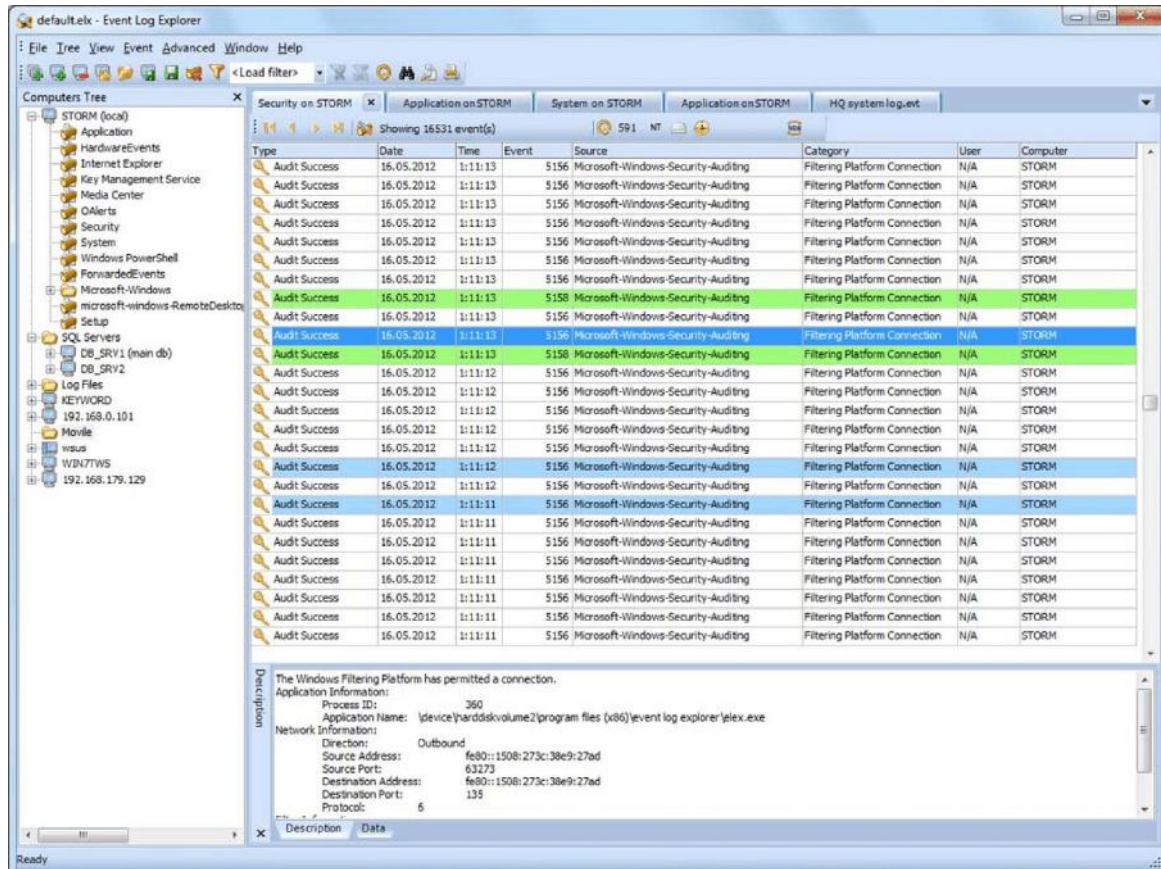 default.elx - Event Log Explorer
File Tree View Event Advanced Window Help
<Load filter>
Computers Tree
STORM (local)
Application
HardwareEvents
Internet Explorer
Key Management Service
Media Center
OAlerts
Security
System
Windows PowerShell
ForwardedEvents
Microsoft-Windows
microsoft-windows-RemoteDesktop
Setup
SQL Servers
DB_SRV1 (main db)
DB_SRV2
Log Files
KEYWORD
192.168.0.101
Movile
wsus
WIN7TWS
192.168.179.129
Security on STORM Application on STORM System on STORM Application on STORM HQ system log.evt
Showing 16531 event(s) 591 NT
Type Date Time Event Source Category User Computer
Audit Success 16.05.2012 1:11:13 5156 Microsoft-Windows-Security-Auditing Filtering Platform Connection N/A STORM
Audit Success 16.05.2012 1:11:13 5156 Microsoft-Windows-Security-Auditing Filtering Platform Connection N/A STORM
Audit Success 16.05.2012 1:11:13 5156 Microsoft-Windows-Security-Auditing Filtering Platform Connection N/A STORM
Audit Success 16.05.2012 1:11:13 5156 Microsoft-Windows-Security-Auditing Filtering Platform Connection N/A STORM
Audit Success 16.05.2012 1:11:13 5156 Microsoft-Windows-Security-Auditing Filtering Platform Connection N/A STORM
Audit Success 16.05.2012 1:11:13 5156 Microsoft-Windows-Security-Auditing Filtering Platform Connection N/A STORM
Audit Success 16.05.2012 1:11:13 5156 Microsoft-Windows-Security-Auditing Filtering Platform Connection N/A STORM
Audit Success 16.05.2012 1:11:13 5158 Microsoft-Windows-Security-Auditing Filtering Platform Connection N/A STORM
Audit Success 16.05.2012 1:11:13 5156 Microsoft-Windows-Security-Auditing Filtering Platform Connection N/A STORM
Audit Success 16.05.2012 1:11:13 5156 Microsoft-Windows-Security-Auditing Filtering Platform Connection N/A STORM
Audit Success 16.05.2012 1:11:13 5158 Microsoft-Windows-Security-Auditing Filtering Platform Connection N/A STORM
Audit Success 16.05.2012 1:11:12 5156 Microsoft-Windows-Security-Auditing Filtering Platform Connection N/A STORM
Audit Success 16.05.2012 1:11:12 5156 Microsoft-Windows-Security-Auditing Filtering Platform Connection N/A STORM
Audit Success 16.05.2012 1:11:12 5156 Microsoft-Windows-Security-Auditing Filtering Platform Connection N/A STORM
Audit Success 16.05.2012 1:11:12 5156 Microsoft-Windows-Security-Auditing Filtering Platform Connection N/A STORM
Audit Success 16.05.2012 1:11:12 5156 Microsoft-Windows-Security-Auditing Filtering Platform Connection N/A STORM
Audit Success 16.05.2012 1:11:12 5156 Microsoft-Windows-Security-Auditing Filtering Platform Connection N/A STORM
Audit Success 16.05.2012 1:11:12 5156 Microsoft-Windows-Security-Auditing Filtering Platform Connection N/A STORM
Audit Success 16.05.2012 1:11:11 5156 Microsoft-Windows-Security-Auditing Filtering Platform Connection N/A STORM
Audit Success 16.05.2012 1:11:11 5156 Microsoft-Windows-Security-Auditing Filtering Platform Connection N/A STORM
Audit Success 16.05.2012 1:11:11 5156 Microsoft-Windows-Security-Auditing Filtering Platform Connection N/A STORM
Audit Success 16.05.2012 1:11:11 5156 Microsoft-Windows-Security-Auditing Filtering Platform Connection N/A STORM
Audit Success 16.05.2012 1:11:11 5156 Microsoft-Windows-Security-Auditing Filtering Platform Connection N/A STORM
Audit Success 16.05.2012 1:11:11 5156 Microsoft-Windows-Security-Auditing Filtering Platform Connection N/A STORM
Audit Success 16.05.2012 1:11:11 5156 Microsoft-Windows-Security-Auditing Filtering Platform Connection N/A STORM
Audit Success 16.05.2012 1:11:11 5156 Microsoft-Windows-Security-Auditing Filtering Platform Connection N/A STORM
Description
The Windows Filtering Platform has permitted a connection.
Application Information:
Process ID: 360
Application Name: \device\harddiskvolume2\program files (x86)\event log explorer\elex.exe
Network Information:
Direction: Outbound
Source Address: fe80::1508:273c:38e9:27ad
Source Port: 63273
Destination Address: fe80::1508:273c:38e9:27ad
Destination Port: 135
Protocol: 6
Description Data
Ready